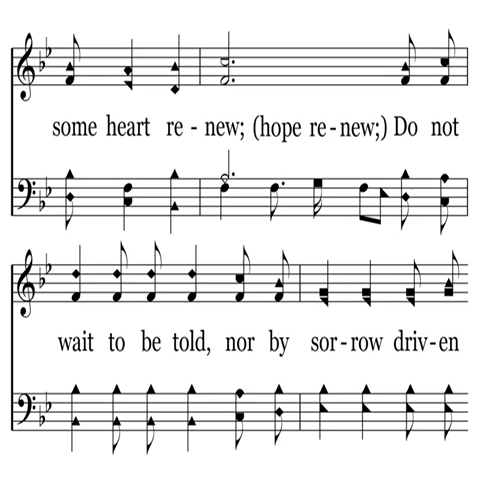 some heart re - new; (hope re - new;) Do not
wait to be told, nor by sor - row driv - en